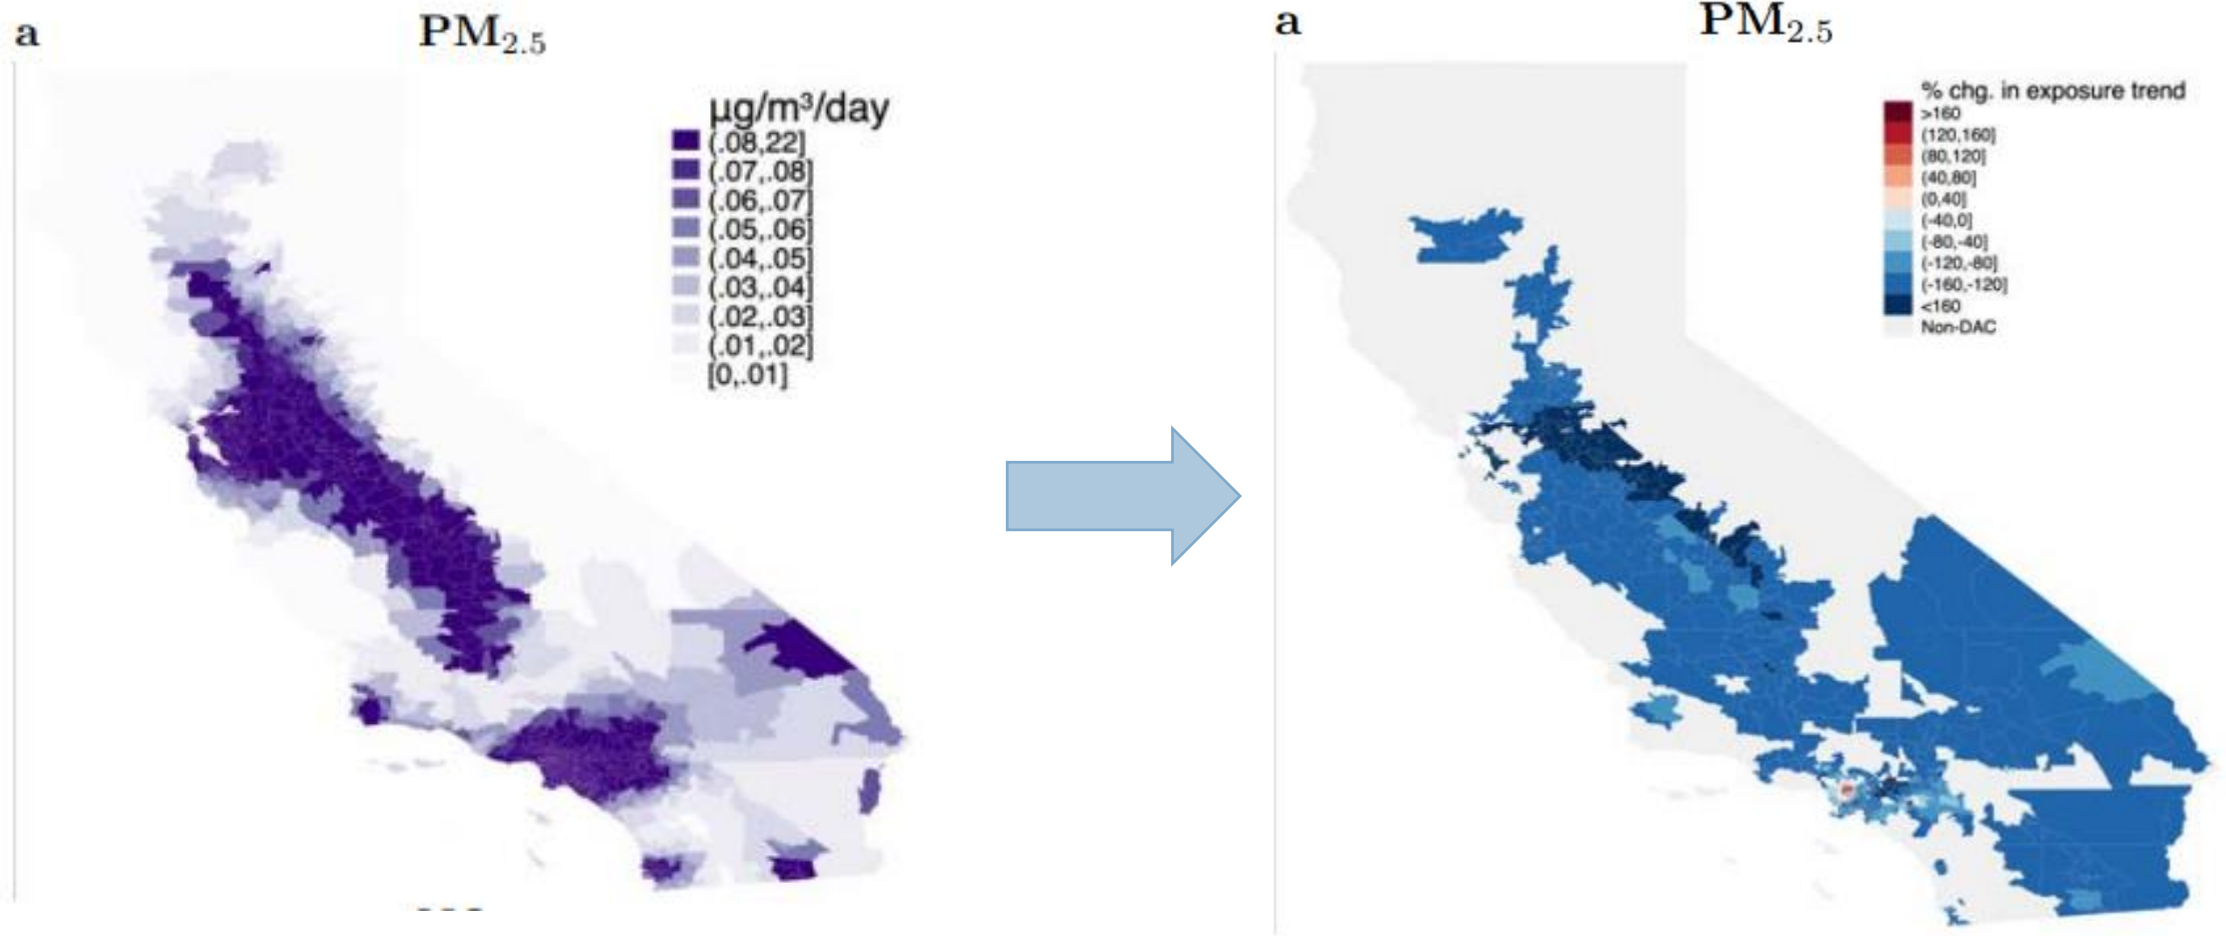 a
PM₂.₅
µg/m³/day
(.08,22]
(.07,.08]
(.06,.07]
(.05,.06]
(.04,.05]
(.03,.04]
(.02,.03]
(.01,.02]
[0,.01]
a
PM₂.₅
% chg. in exposure trend
>160
(120,160]
(80,120]
(40,80]
(0,40]
(-40,0]
(-80,-40]
(-120,-80]
(-160,-120]
<160
Non-DAC